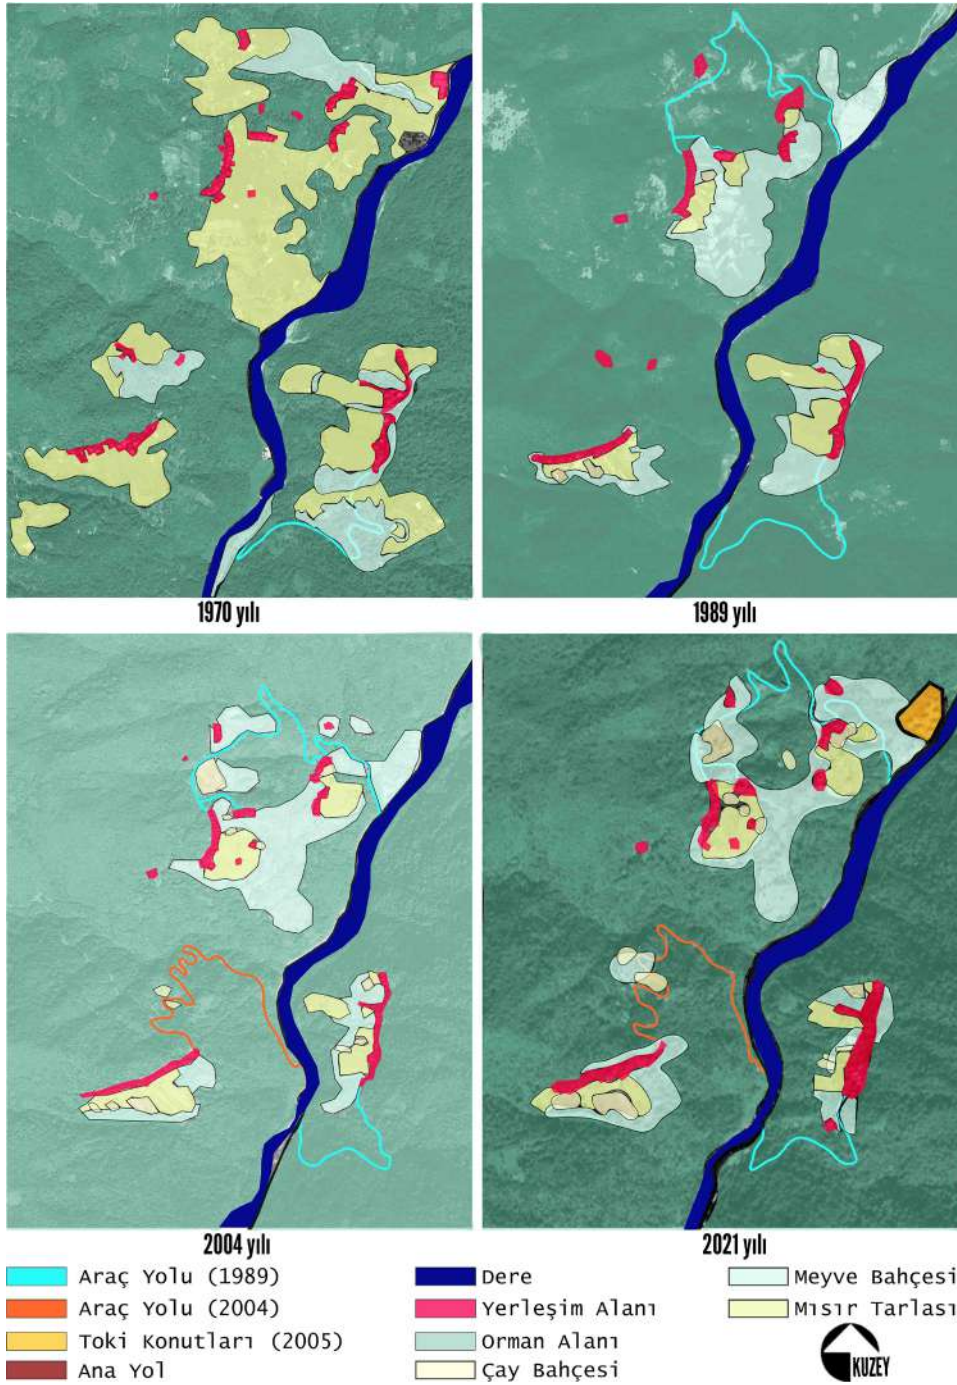 1970 yılı
1989 yılı
2004 yılı
2021 yılı
Araç Yolu (1989)
Araç Yolu (2004)
Toki Konutları (2005)
Ana Yol
Dere
Yerleşim Alanı
Orman Alanı
Çay Bahçesi
Meyve Bahçesi
Mısır Tarlası
KUZEY